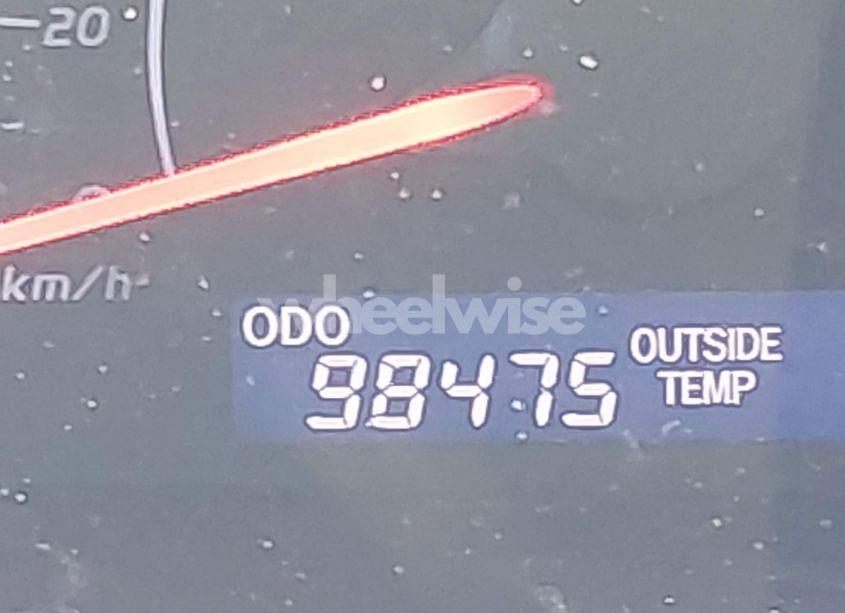 20
km/h
wheelwise
ODO
98475
OUTSIDE
TEMP